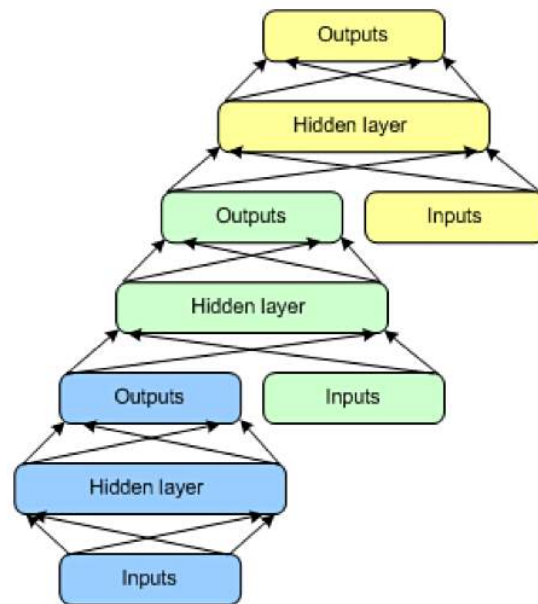 Outputs
Hidden layer
Outputs
Inputs
Hidden layer
Outputs
Inputs
Hidden layer
Inputs